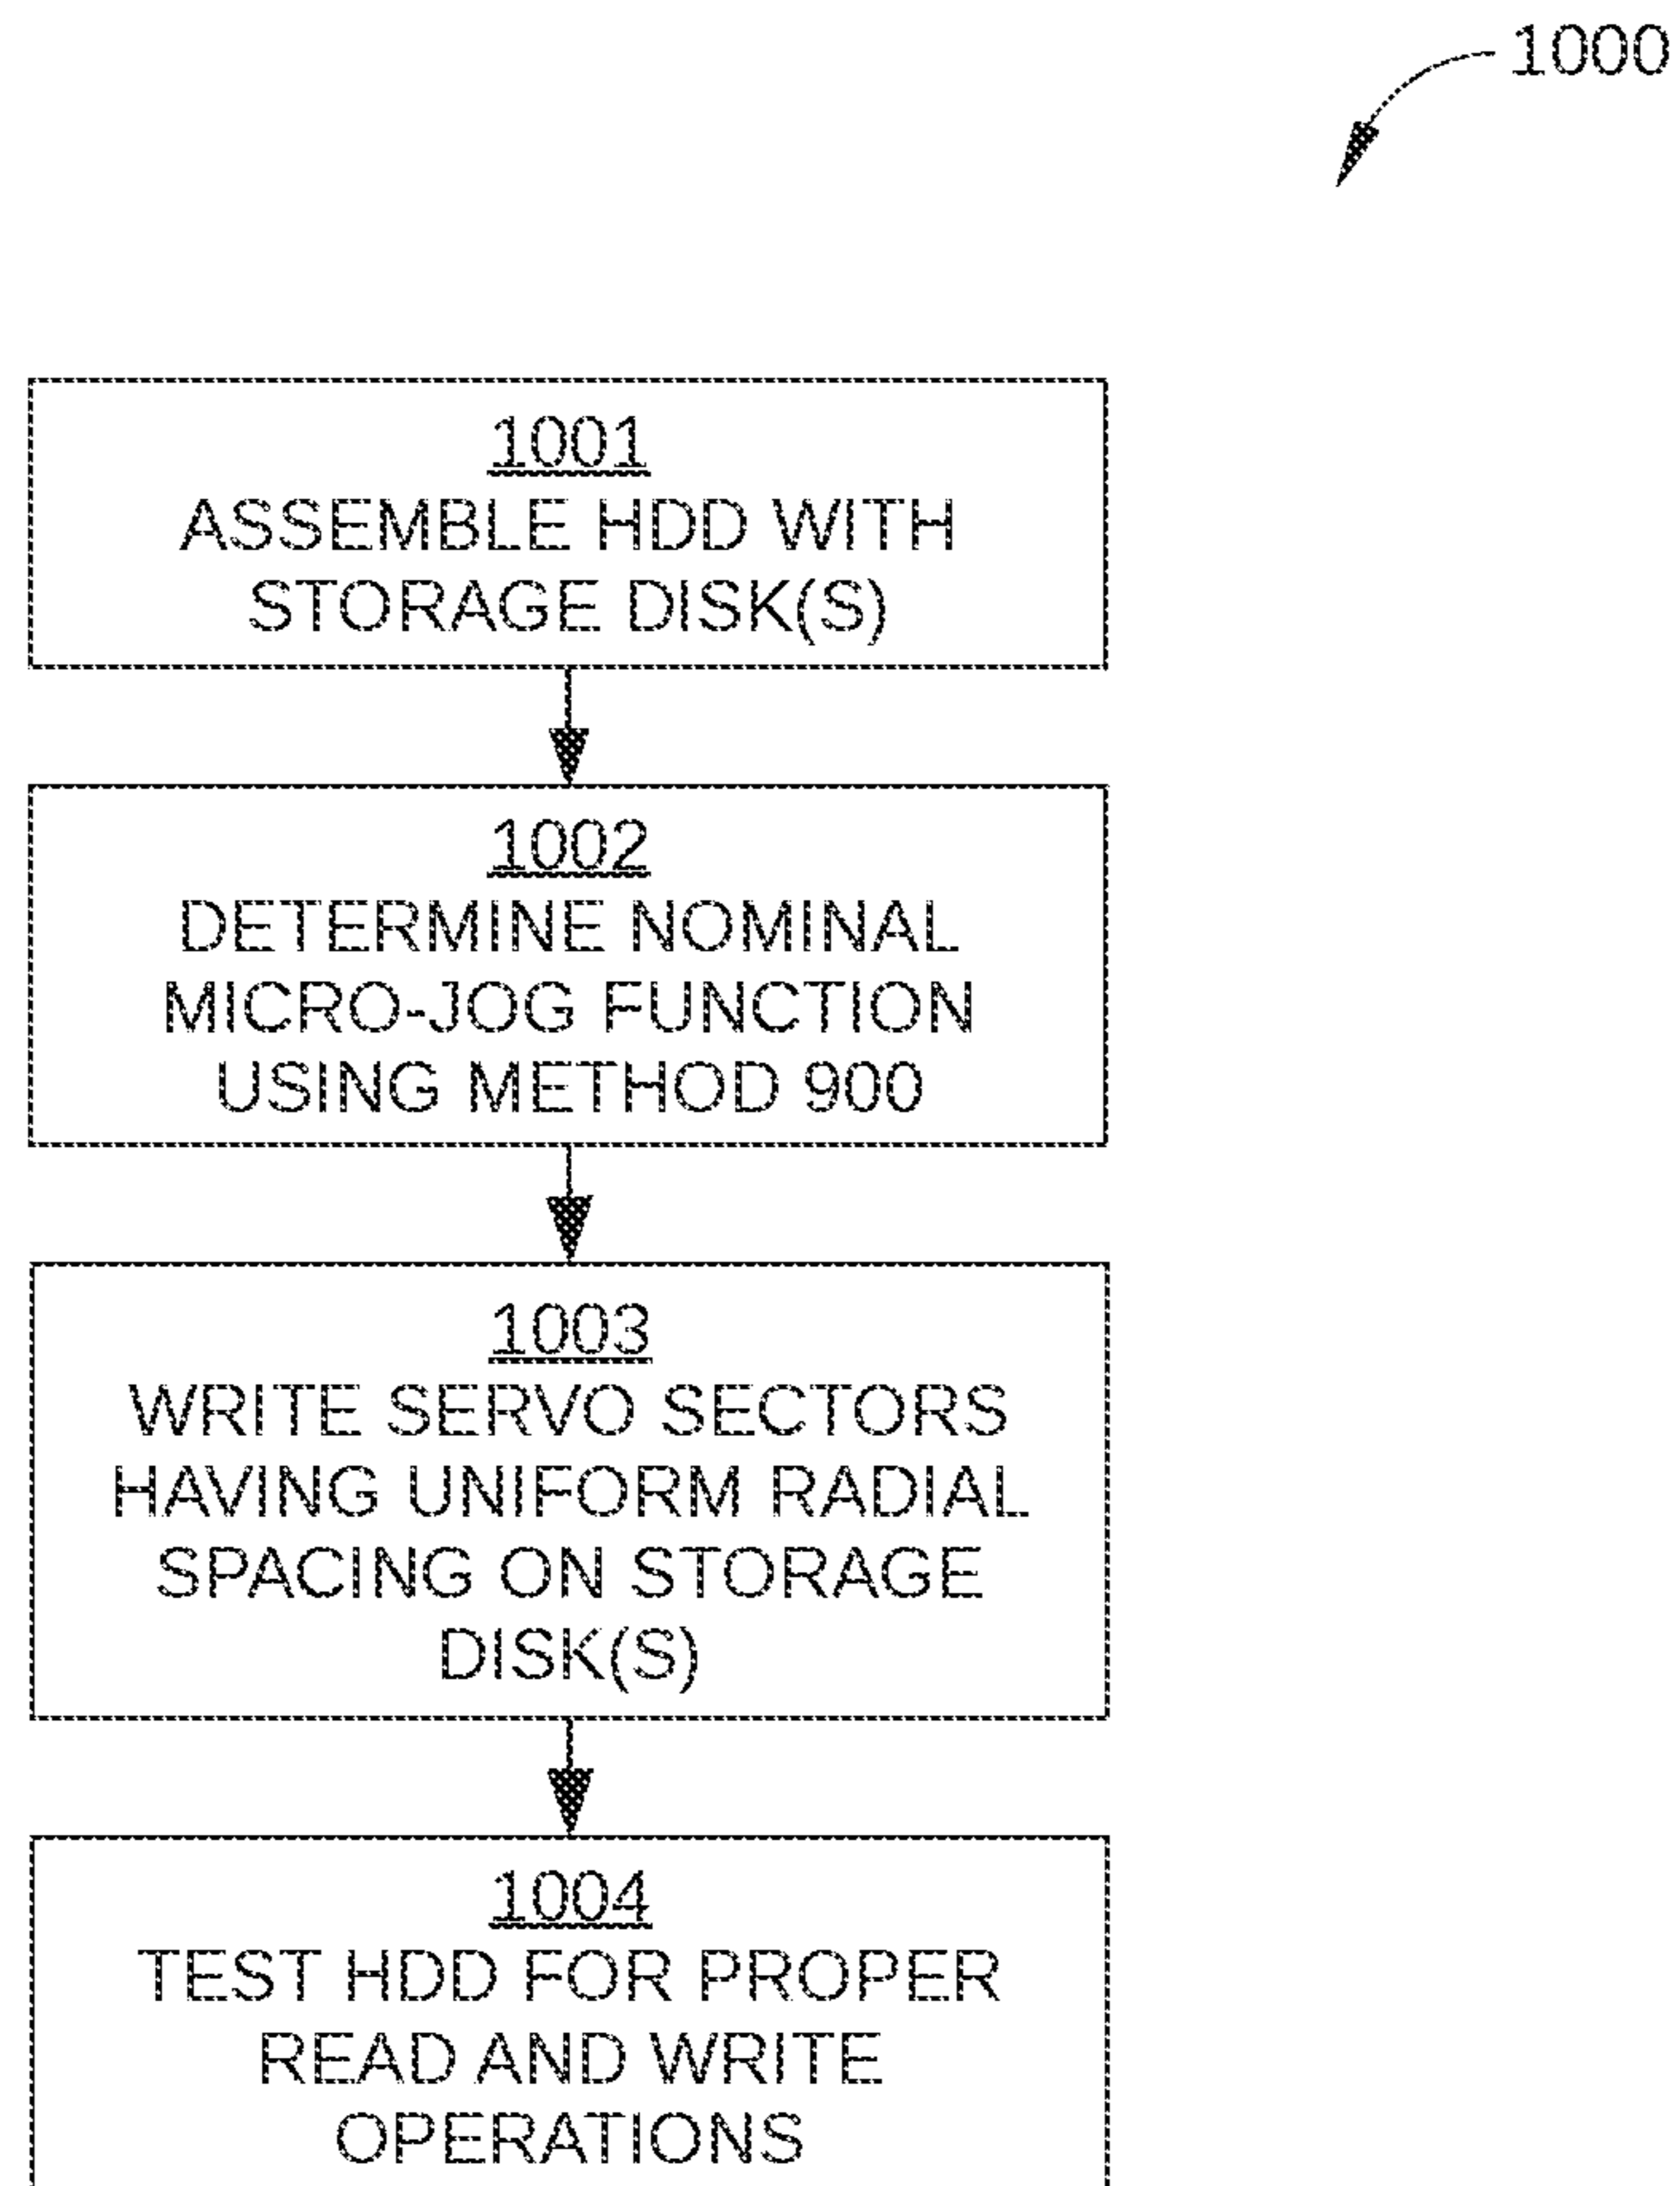 1000
1001
ASSEMBLE HDD WITH
STORAGE DISK(S)
1002
DETERMINE NOMINAL
MICRO-JOG FUNCTION
USING METHOD 900
1003
WRITE SERVO SECTORS
HAVING UNIFORM RADIAL
SPACING ON STORAGE
DISK(S)
1004
TEST HDD FOR PROPER
READ AND WRITE
OPERATIONS